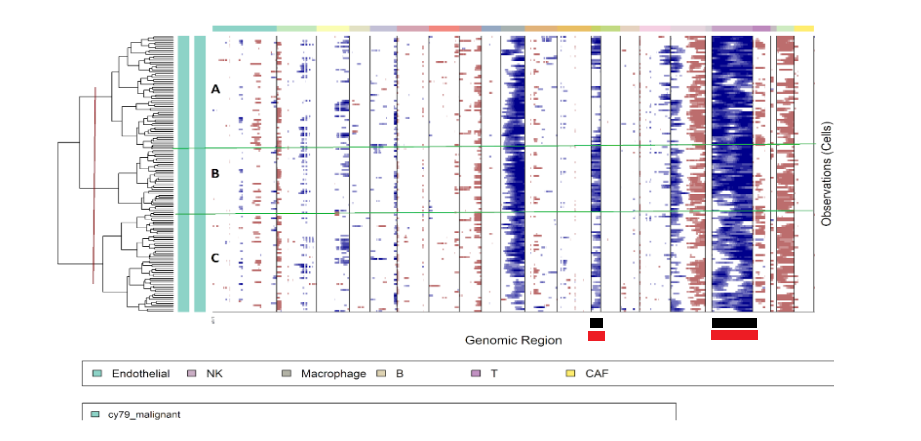 A
B
C
Observations (Cells)
Genomic Region
Endothelial NK Macrophage B T CAF
cy79_malignant